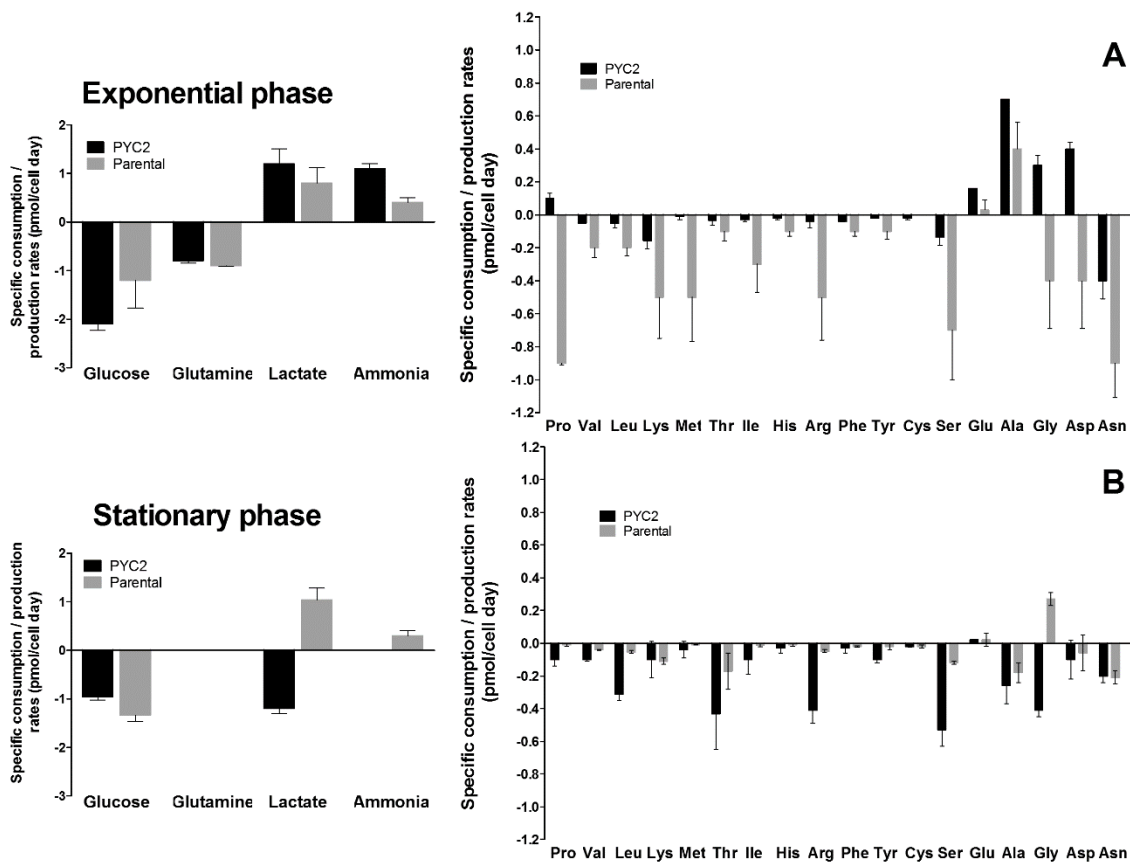 Exponential phase
Specific consumption /
production rates (pmol/cell day)
2
1
0
-1
-2
-3
PYC2
Parental
Glucose Glutamine Lactate Ammonia
A
Specific consumption / production rates
(pmol/cell day)
1.2
1.0
0.8
0.6
0.4
0.2
0.0
-0.2
-0.4
-0.6
-0.8
-1.0
-1.2
PYC2
Parental
Pro Val Leu Lys Met Thr Ile His Arg Phe Tyr Cys Ser Glu Ala Gly Asp Asn
Stationary phase
Specific consumption / production
rates (pmol/cell day)
2
1
0
-1
-2
-3
PYC2
Parental
Glucose Glutamine Lactate Ammonia
B
Specific consumption / production rates
(pmol/cell day)
1.2
1.0
0.8
0.6
0.4
0.2
-0.0
-0.2
-0.4
-0.6
-0.8
-1.0
-1.2
PYC2
Parental
Pro Val Leu Lys Met Thr Ile His Arg Phe Tyr Cys Ser Glu Ala Gly Asp Asn